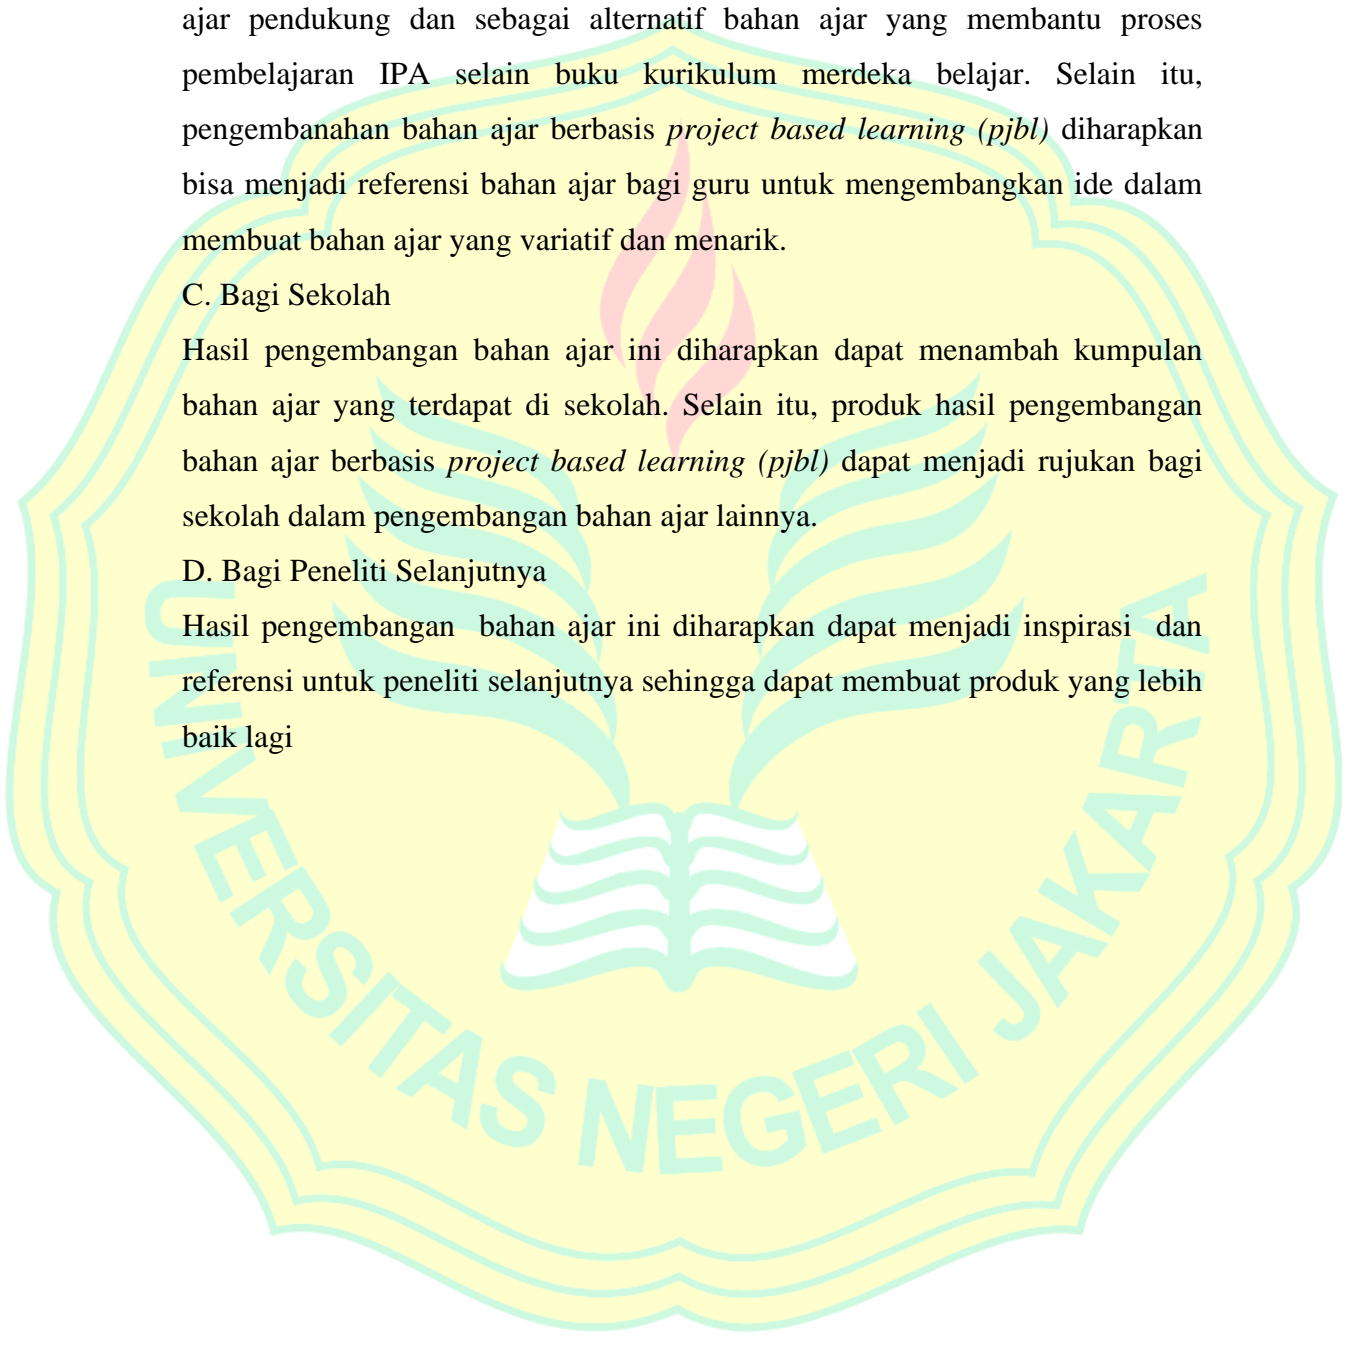 ajar pendukung dan sebagai alternatif bahan ajar yang membantu proses
pembelajaran IPA selain buku kurikulum merdeka belajar. Selain itu,
pengembanahan bahan ajar berbasis project based learning (pjbl) diharapkan
bisa menjadi referensi bahan ajar bagi guru untuk mengembangkan ide dalam
membuat bahan ajar yang variatif dan menarik.
C. Bagi Sekolah
Hasil pengembangan bahan ajar ini diharapkan dapat menambah kumpulan
bahan ajar yang terdapat di sekolah. Selain itu, produk hasil pengembangan
bahan ajar berbasis project based learning (pjbl) dapat menjadi rujukan bagi
sekolah dalam pengembangan bahan ajar lainnya.
D. Bagi Peneliti Selanjutnya
Hasil pengembangan bahan ajar ini diharapkan dapat menjadi inspirasi dan
referensi untuk peneliti selanjutnya sehingga dapat membuat produk yang lebih
baik lagi
UNIVERSITAS NEGERI JAKARTA